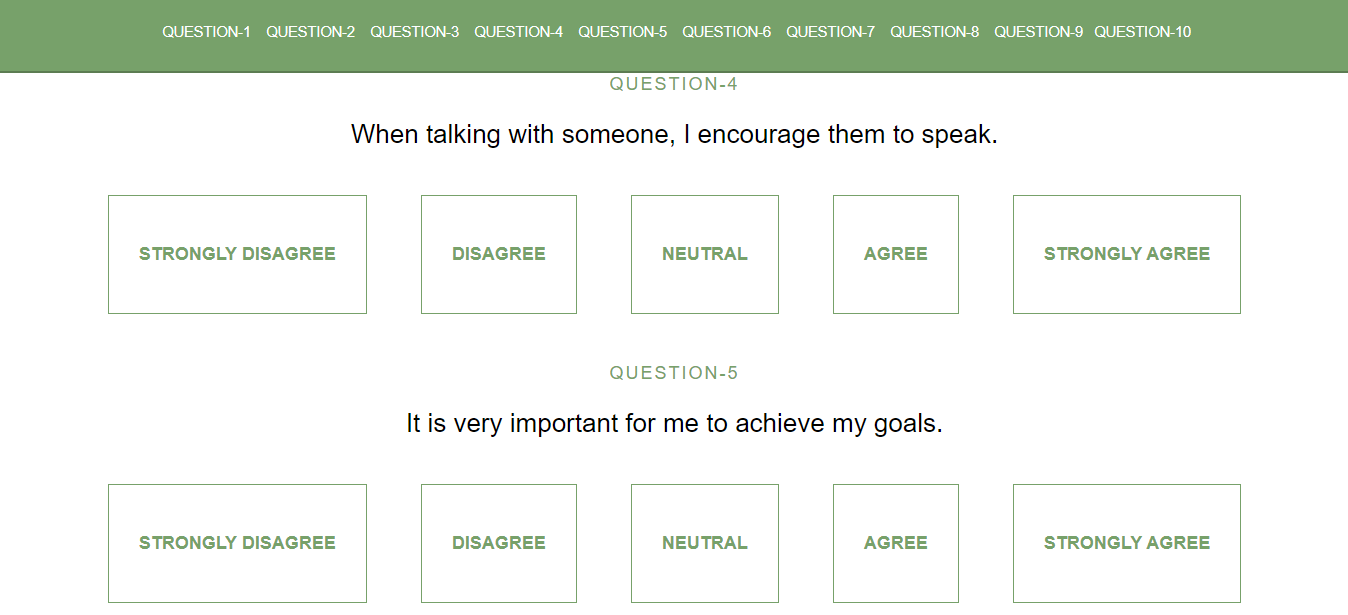 QUESTION-1 QUESTION-2 QUESTION-3 QUESTION-4 QUESTION-5 QUESTION-6 QUESTION-7 QUESTION-8 QUESTION-9 QUESTION-10
QUESTION-4
When talking with someone, I encourage them to speak.
STRONGLY DISAGREE DISAGREE NEUTRAL AGREE STRONGLY AGREE
QUESTION-5
It is very important for me to achieve my goals.
STRONGLY DISAGREE DISAGREE NEUTRAL AGREE STRONGLY AGREE